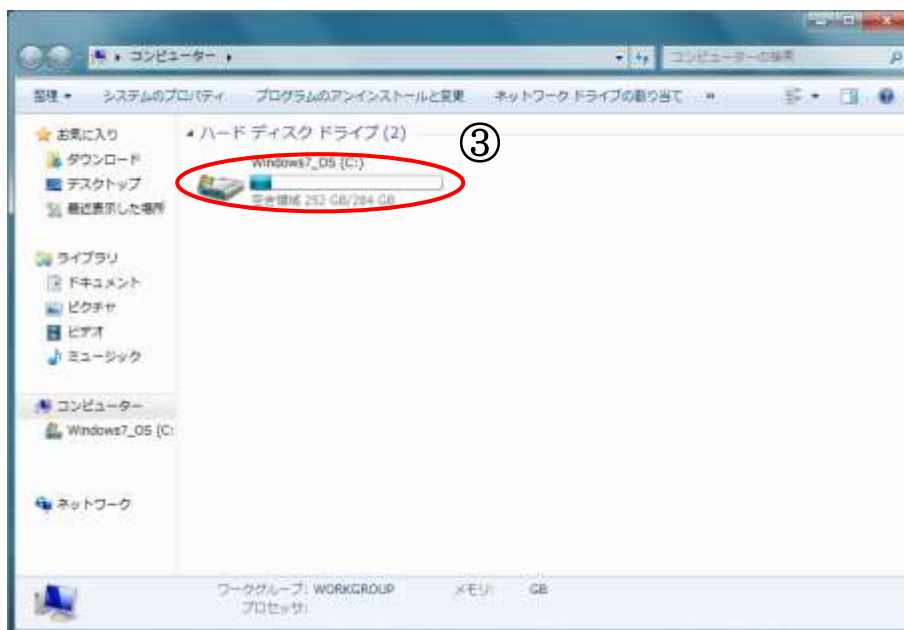 コンピューター
コンピューターの検索
整理
システムのプロパティ
プログラムのアンインストールと変更
ネットワーク ドライブの割り当て
»
お気に入り
ダウンロード
デスクトップ
最近表示した場所
ライブラリ
ドキュメント
ピクチャ
ビデオ
ミュージック
コンピューター
Windows7_OS (C:
ネットワーク
ハード ディスク ドライブ (2)
③
Windows7_OS (C:)
空き領域 252 GB/284 GB
ワークグループ: WORKGROUP
メモリ: GB
プロセッサ: